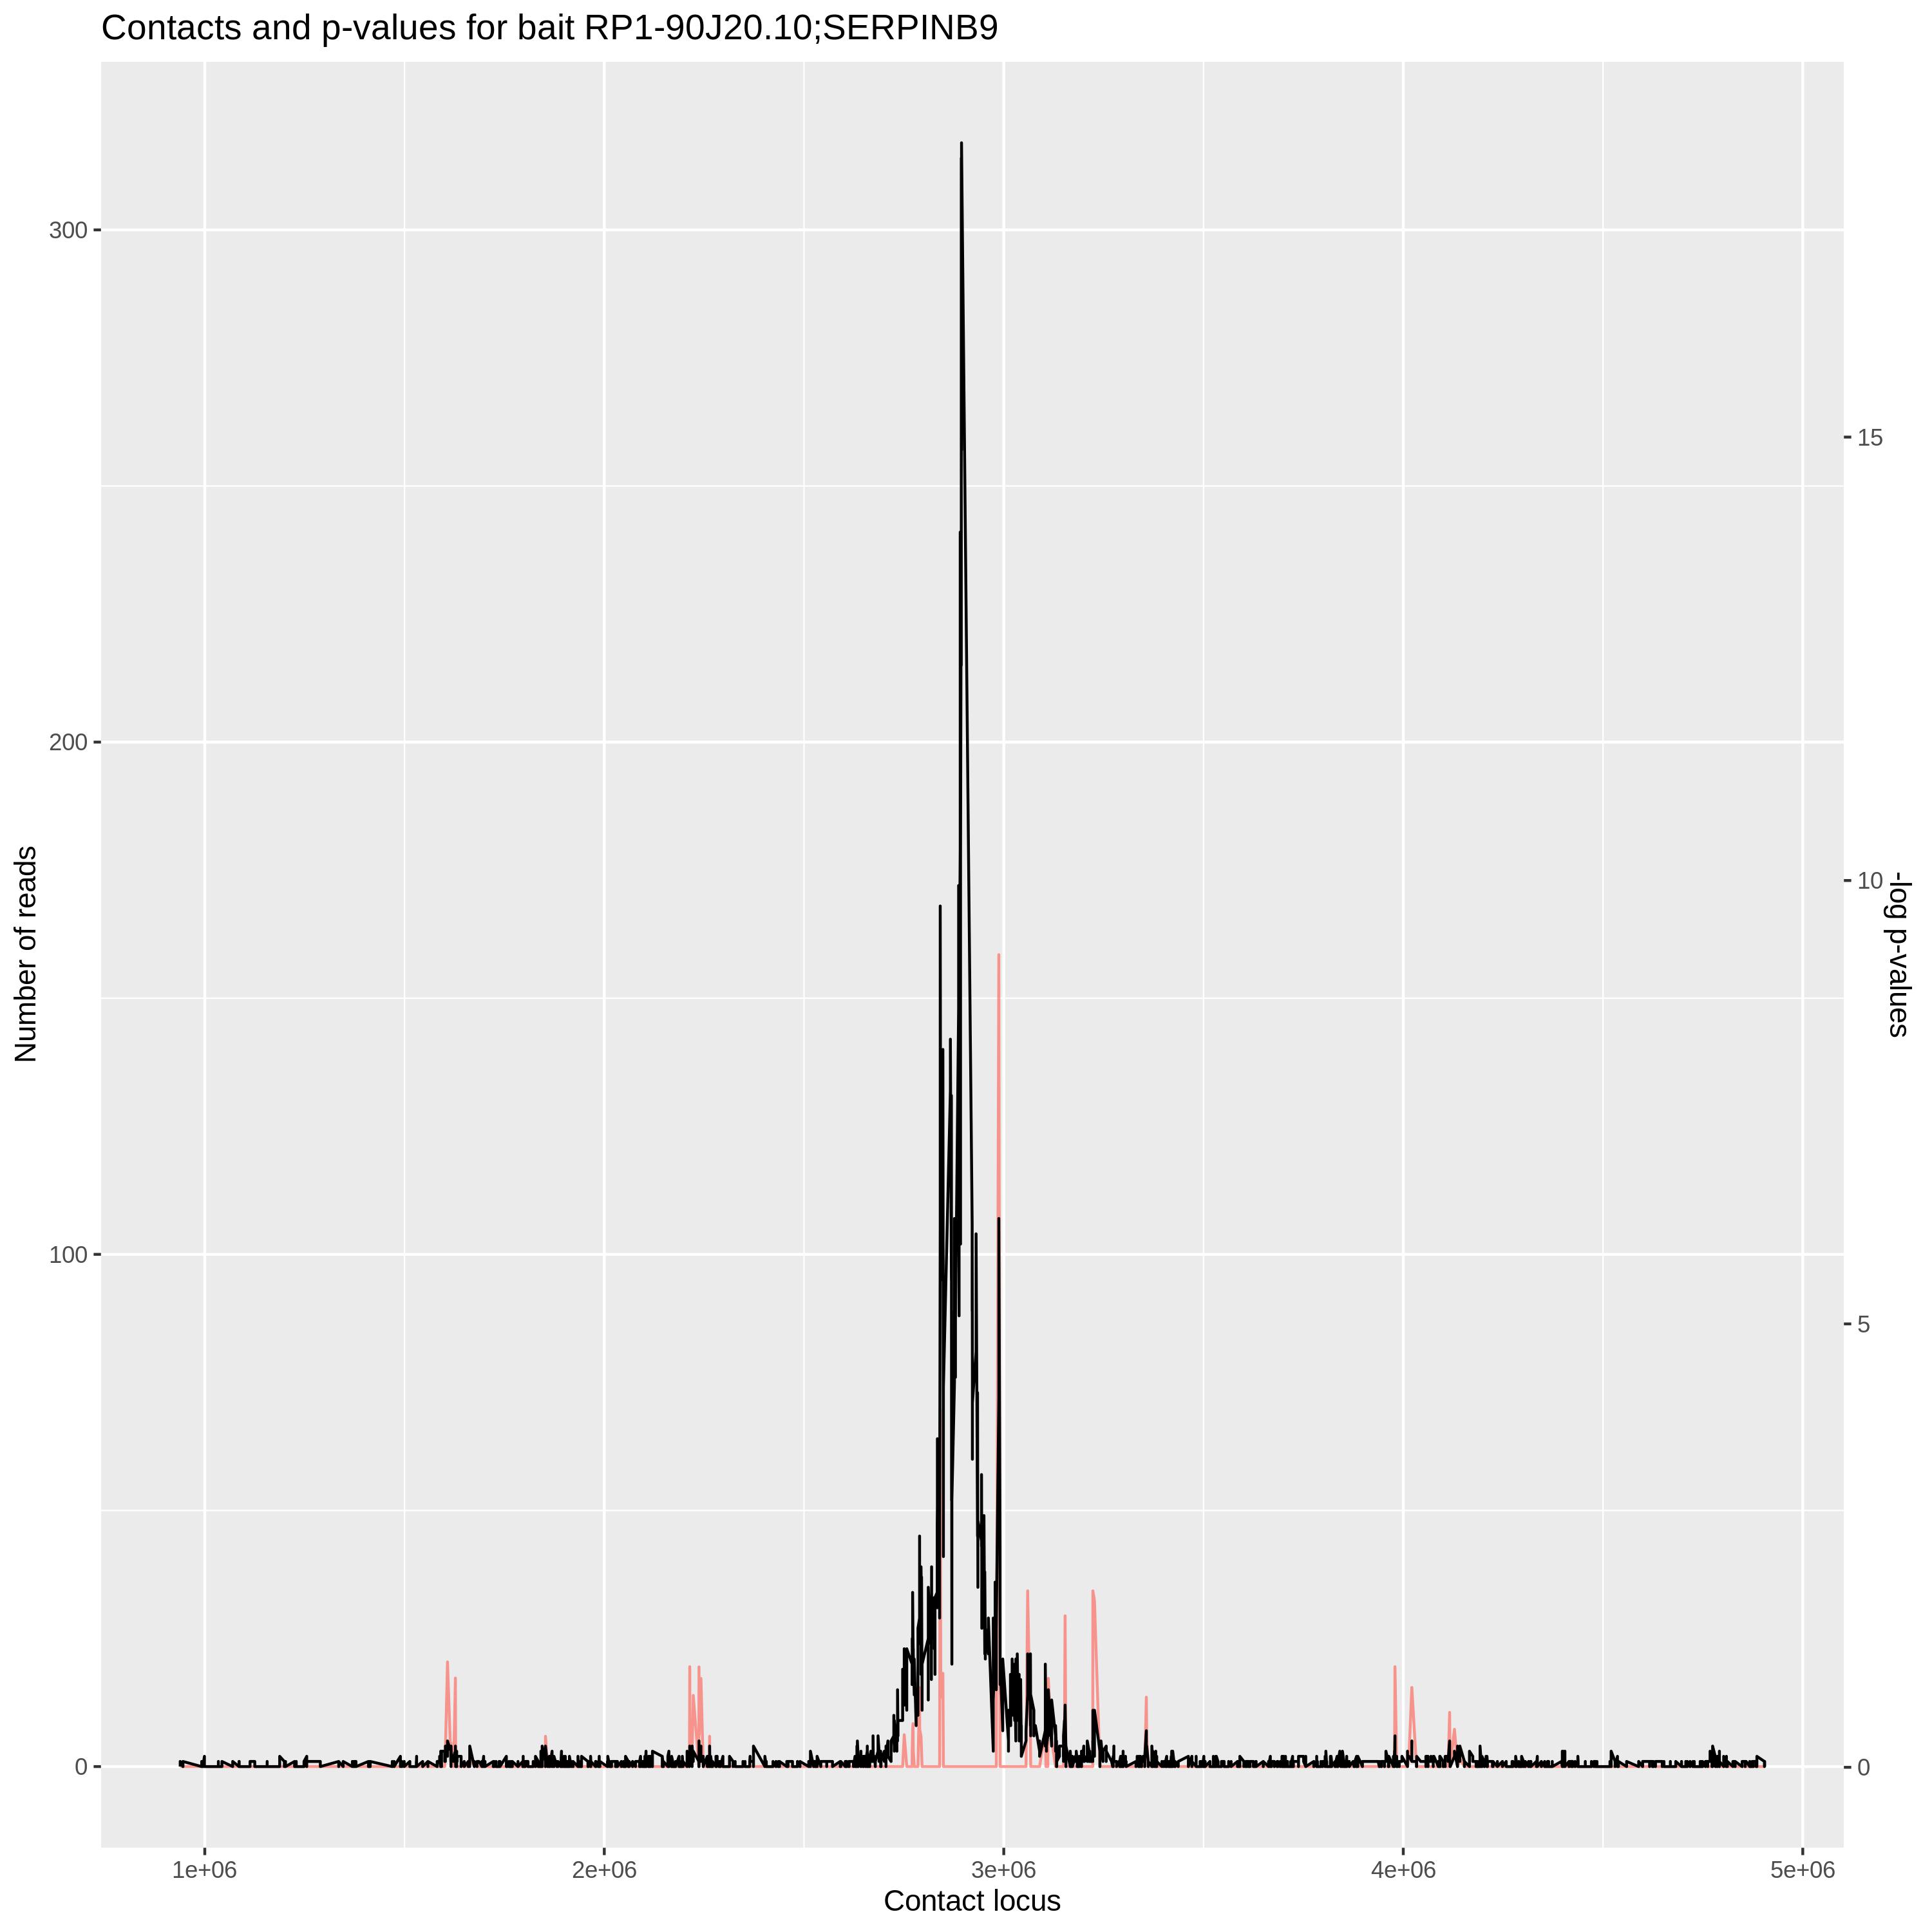 Contacts and p-values for bait RP1-90J20.10;SERPINB9
300
200
100
0
Number of reads
15
10
5
0
-log p-values
1e+06 2e+06 3e+06 4e+06 5e+06
Contact locus